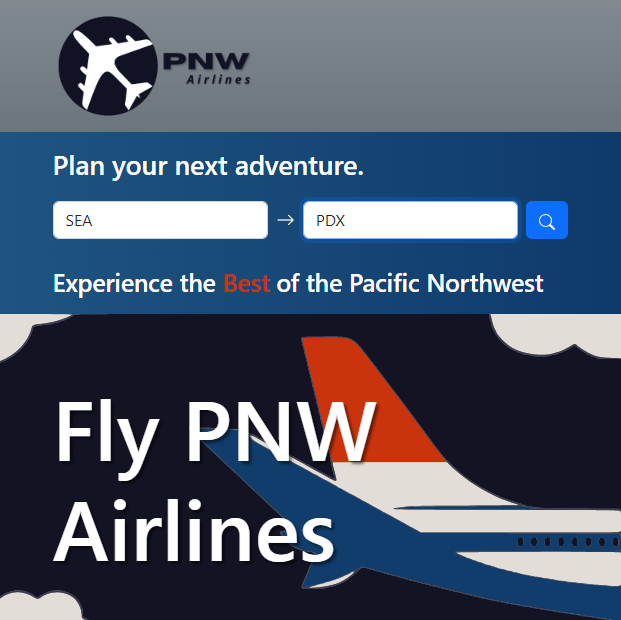 PNW
Airlines
Plan your next adventure.
SEA → PDX
Experience the Best of the Pacific Northwest
Fly PNW
Airlines